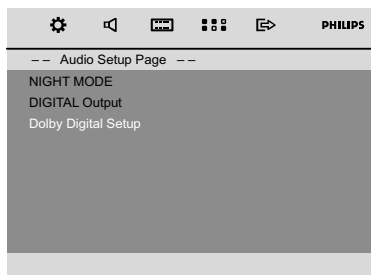 PHILIPS
– – Audio Setup Page – –
NIGHT MODE
DIGITAL Output
Dolby Digital Setup